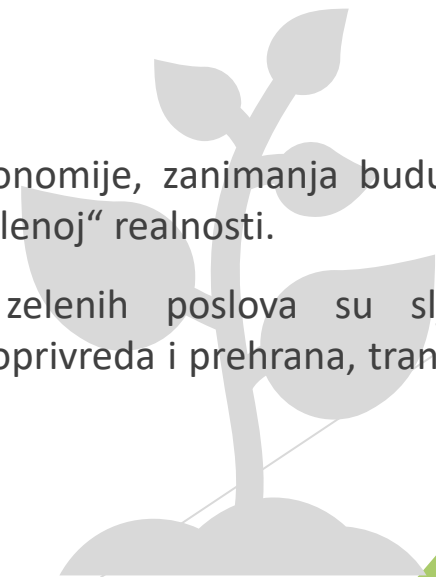 onomije, zanimanja budu
lenoj“ realnosti.
zelenih poslova su sl
oprivreda i prehrana, tran